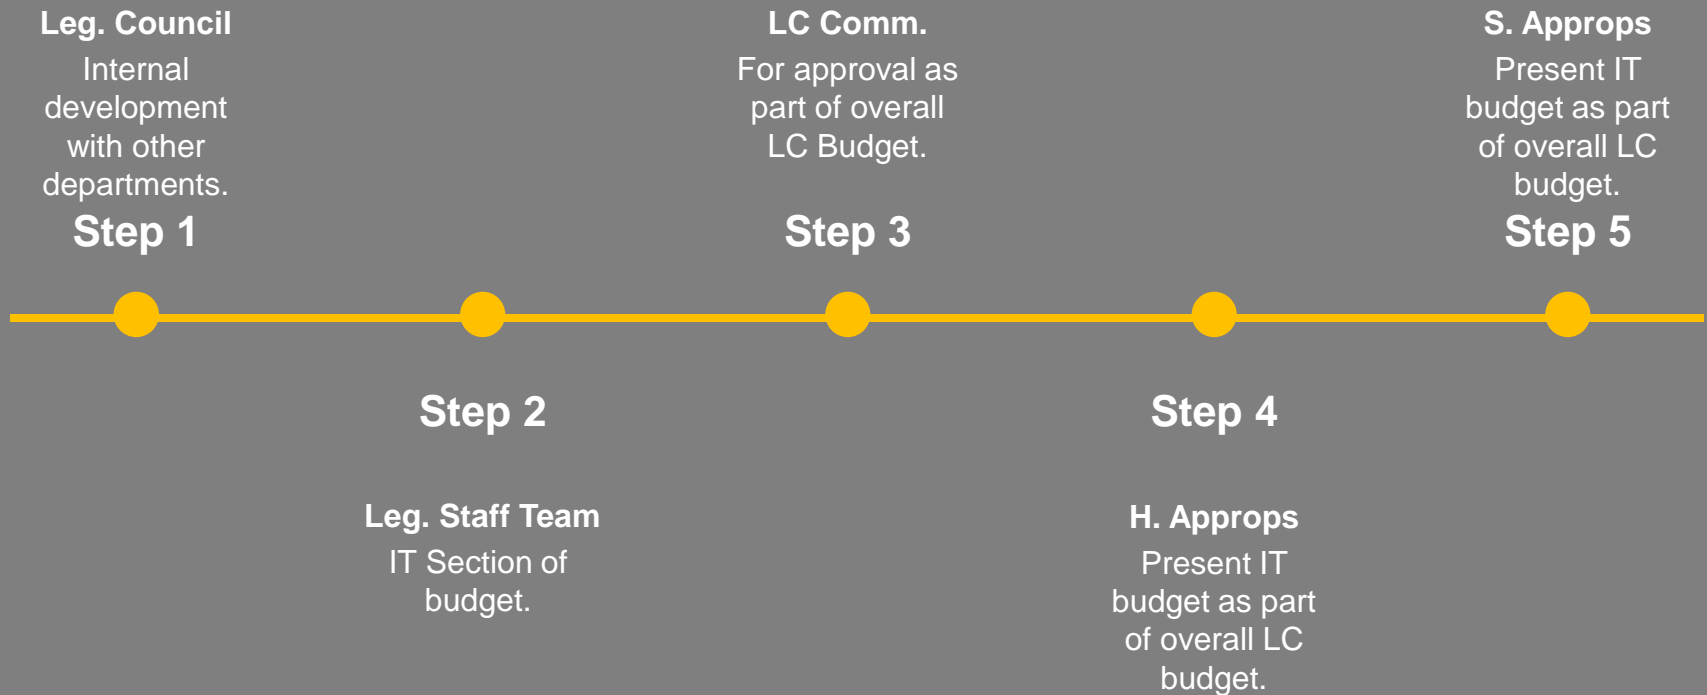 Leg. Council
Internal
development
with other
departments.
Step 1
Step 2
Leg. Staff Team
IT Section of
budget.
LC Comm.
For approval as
part of overall
LC Budget.
Step 3
Step 4
H. Approps
Present IT
budget as part
of overall LC
budget.
S. Approps
Present IT
budget as part
of overall LC
budget.
Step 5